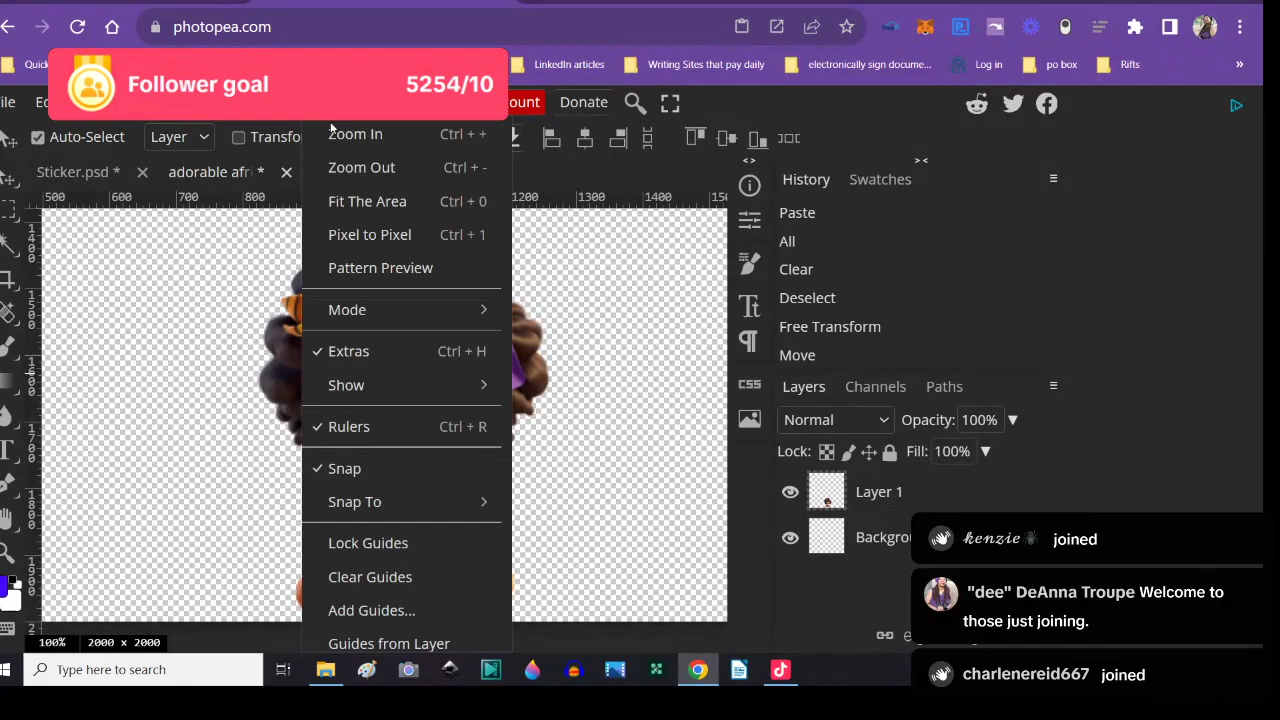 photopea.com
Quick
LinkedIn articles
Writing Sites that pay daily
electronically sign docume...
Log in
po box
Rifts
»
Follower goal
5254/10
Donate
Auto-Select
Layer
Zoom In Ctrl + +
Sticker.psd *
adorable afri *
Zoom Out Ctrl + -
Fit The Area Ctrl + 0
Pixel to Pixel Ctrl + 1
Pattern Preview
Mode
Extras Ctrl + H
Show
Rulers Ctrl + R
Snap
Snap To
Lock Guides
Clear Guides
Add Guides...
Guides from Layer
500 600 700 800 1200 1300 1400
> <
< >
History Swatches
Paste
All
Clear
Deselect
Free Transform
Move
CSS
Layers Channels Paths
Normal Opacity: 100%
Lock: Fill: 100%
Layer 1
kenzie joined
"dee" DeAnna Troupe Welcome to
those just joining.
charlenereid667 joined
100% 2000 x 2000
Type here to search